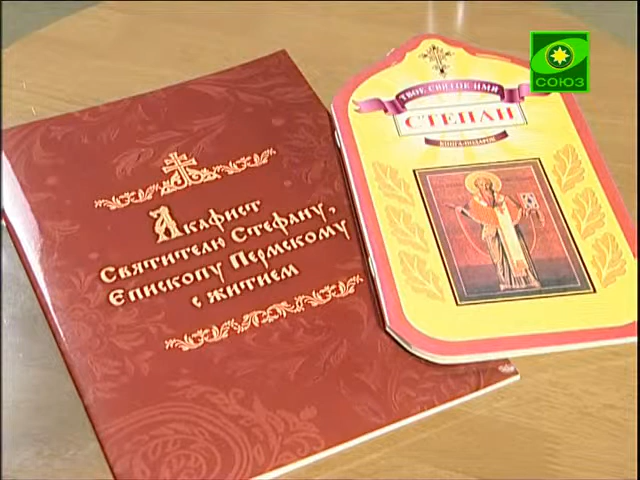 Акафист
Святителю Стефану,
Епископу Пермскому
с житием
ТВОЕ СВЯТОЕ ИМЯ
СТЕПАН
КНИГА-ПОДАРОК
СОЮЗ